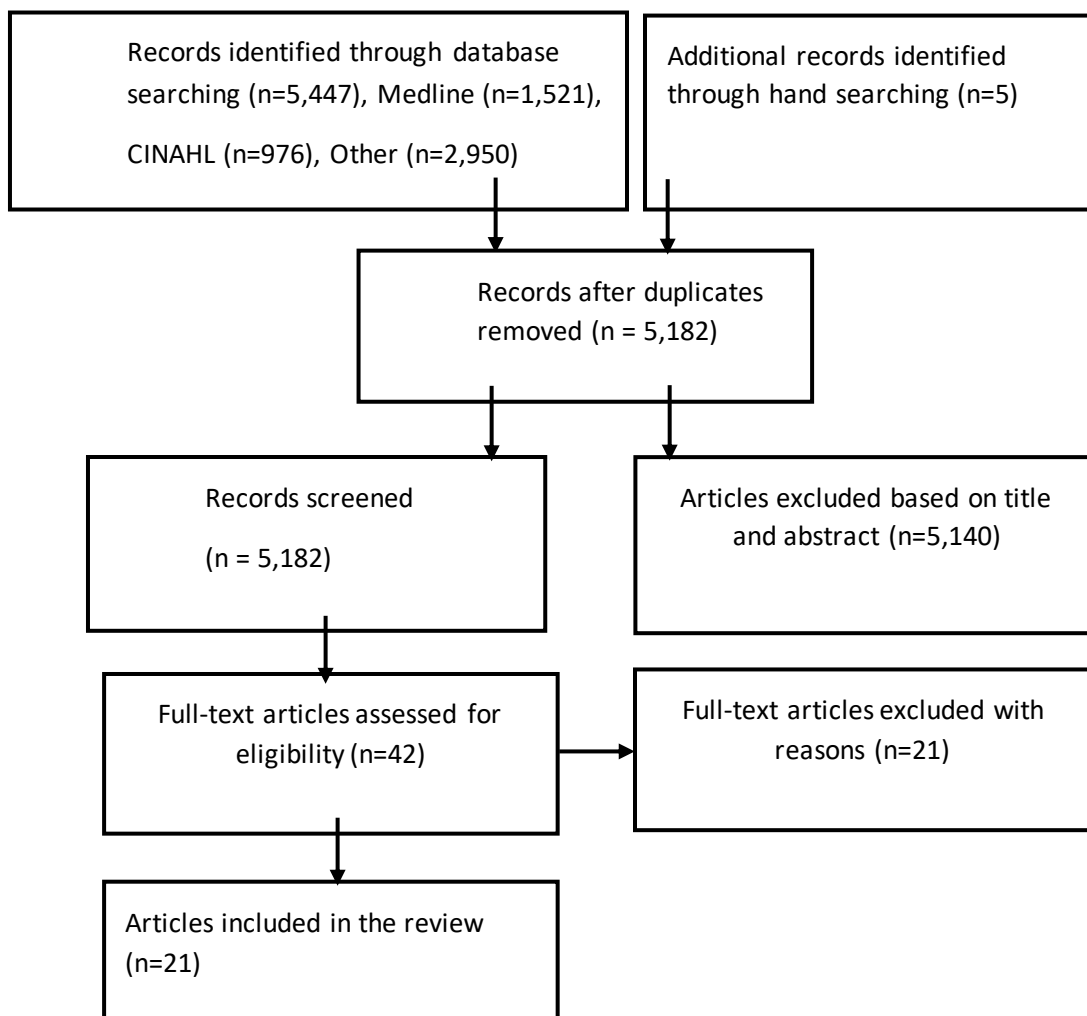 Records identified through database
searching (n=5,447), Medline (n=1,521),
CINAHL (n=976), Other (n=2,950)
Additional records identified
through hand searching (n=5)
Records after duplicates
removed (n = 5,182)
Records screened
(n = 5,182)
Articles excluded based on title
and abstract (n=5,140)
Full-text articles assessed for
eligibility (n=42)
Full-text articles excluded with
reasons (n=21)
Articles included in the review
(n=21)